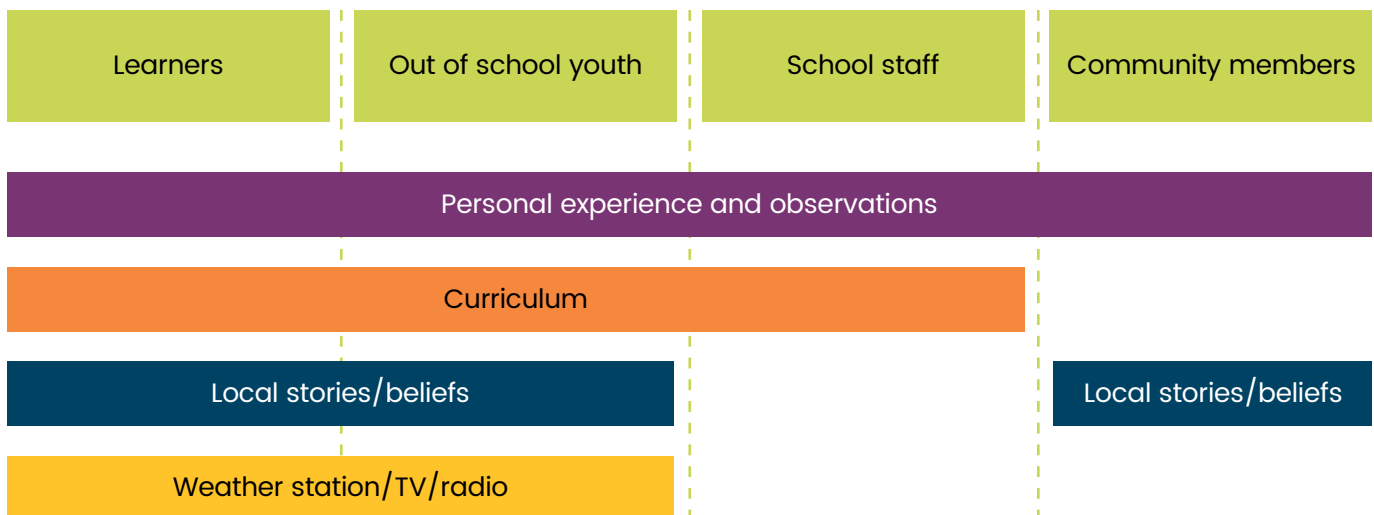 Learners
Out of school youth
School staff
Community members
Personal experience and observations
Curriculum
Local stories/beliefs
Local stories/beliefs
Weather station/TV/radio